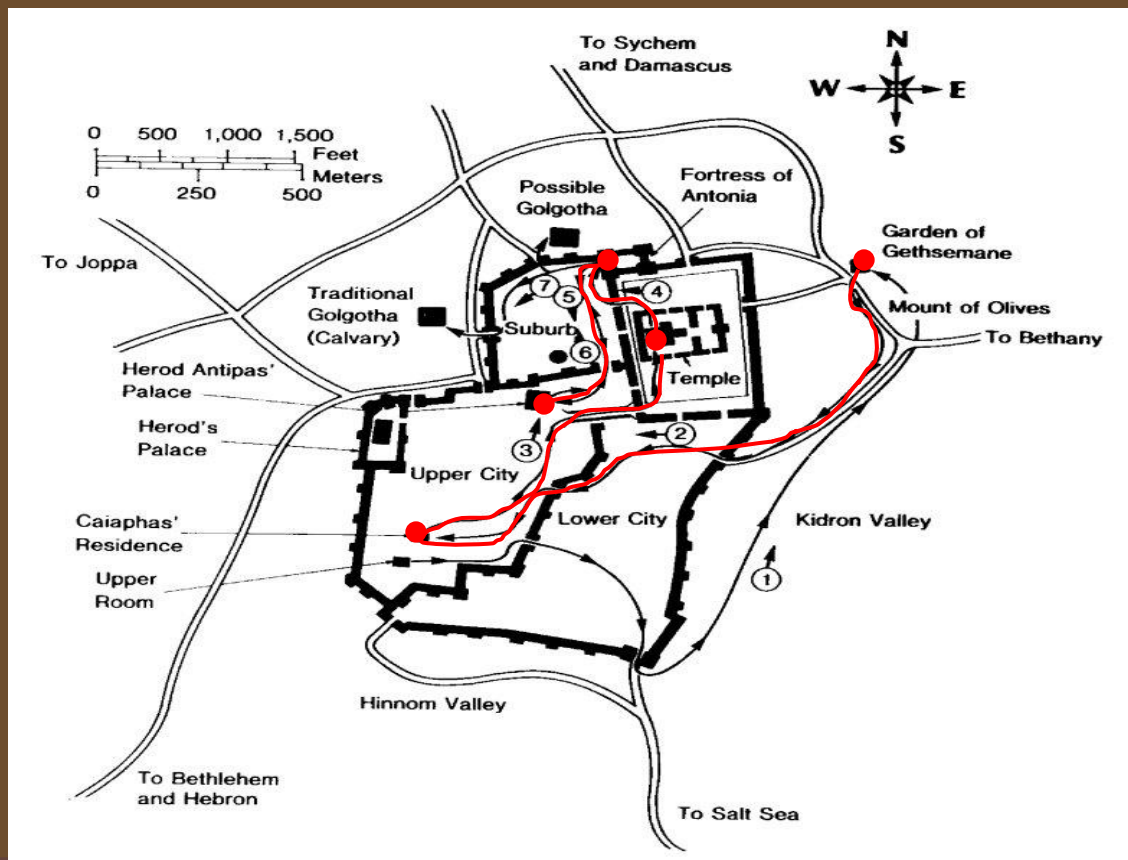 To Sychem
and Damascus
N
W E
S
0 500 1,000 1,500
Feet
Meters
0 250 500
Possible
Golgotha
Fortress of
Antonia
Garden of
Gethsemane
To Joppa
Traditional
Golgotha
(Calvary)
7
5
4
Mount of Olives
Suburb
To Bethany
6
Herod Antipas'
Palace
Temple
Herod's
Palace
3
2
Upper City
Caiaphas'
Residence
Lower City
Kidron Valley
Upper
Room
1
Hinnom Valley
To Bethlehem
and Hebron
To Salt Sea